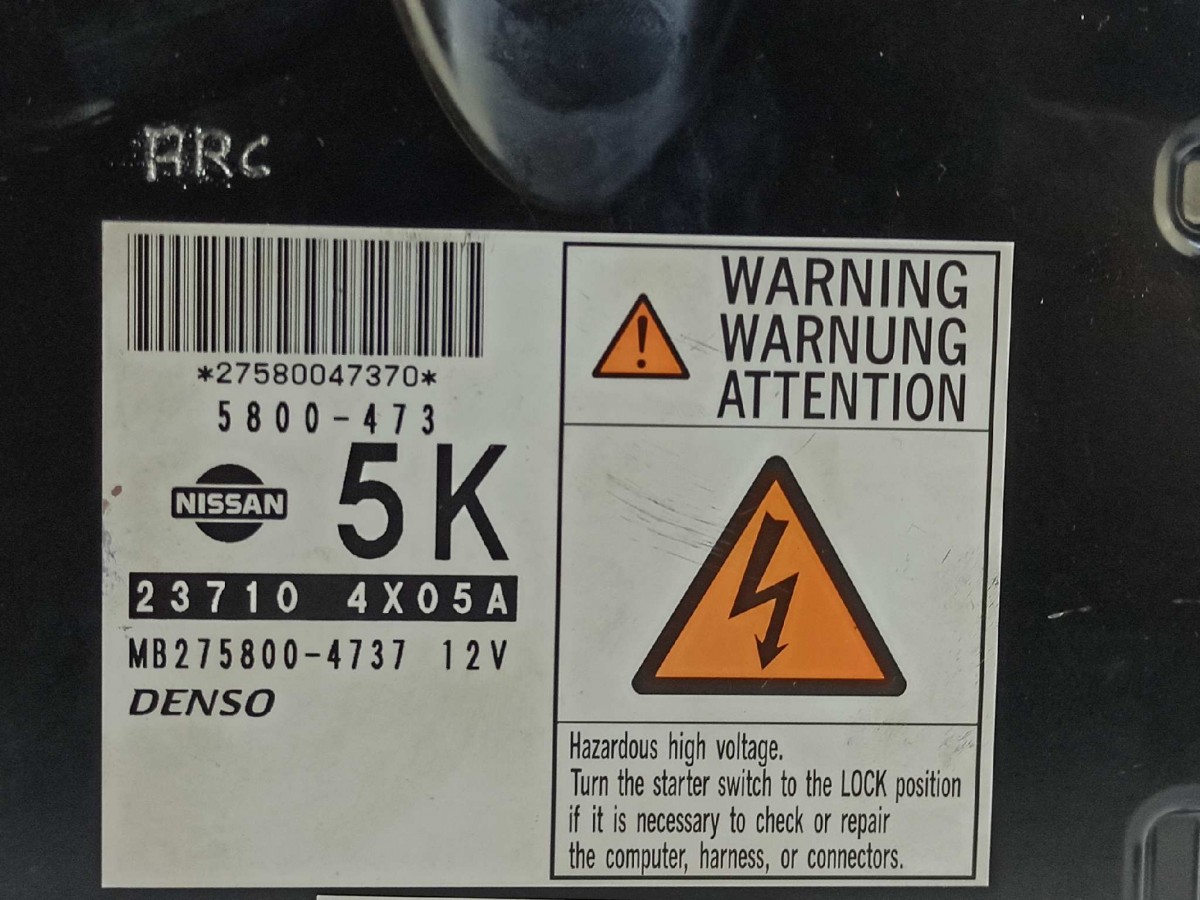 ARC
*27580047370*
5800-473
NISSAN
5K
23710 4X05A
MB275800-4737 12V
DENSO
WARNING
WARNUNG
ATTENTION
Hazardous high voltage.
Turn the starter switch to the LOCK position
if it is necessary to check or repair
the computer, harness, or connectors.